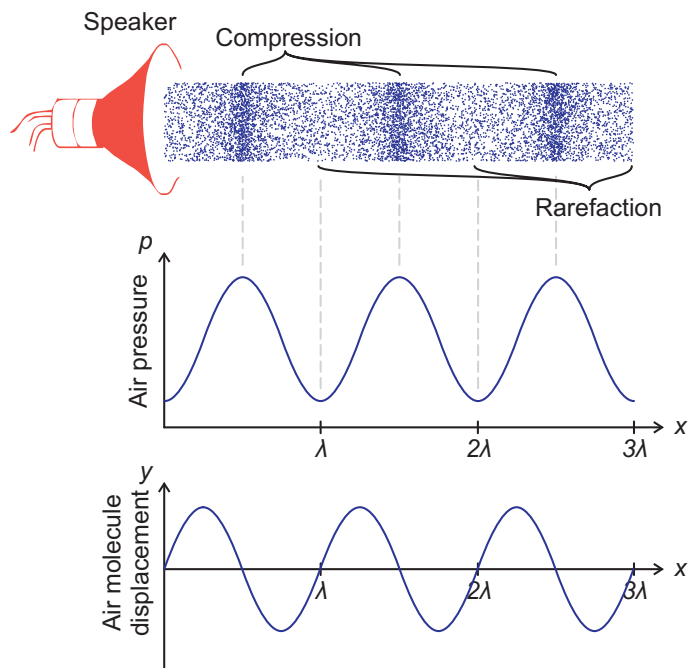 Speaker
Compression
Rarefaction
p
Air pressure
λ
2λ
3λ
x
y
Air molecule
displacement
λ
2λ
3λ
x